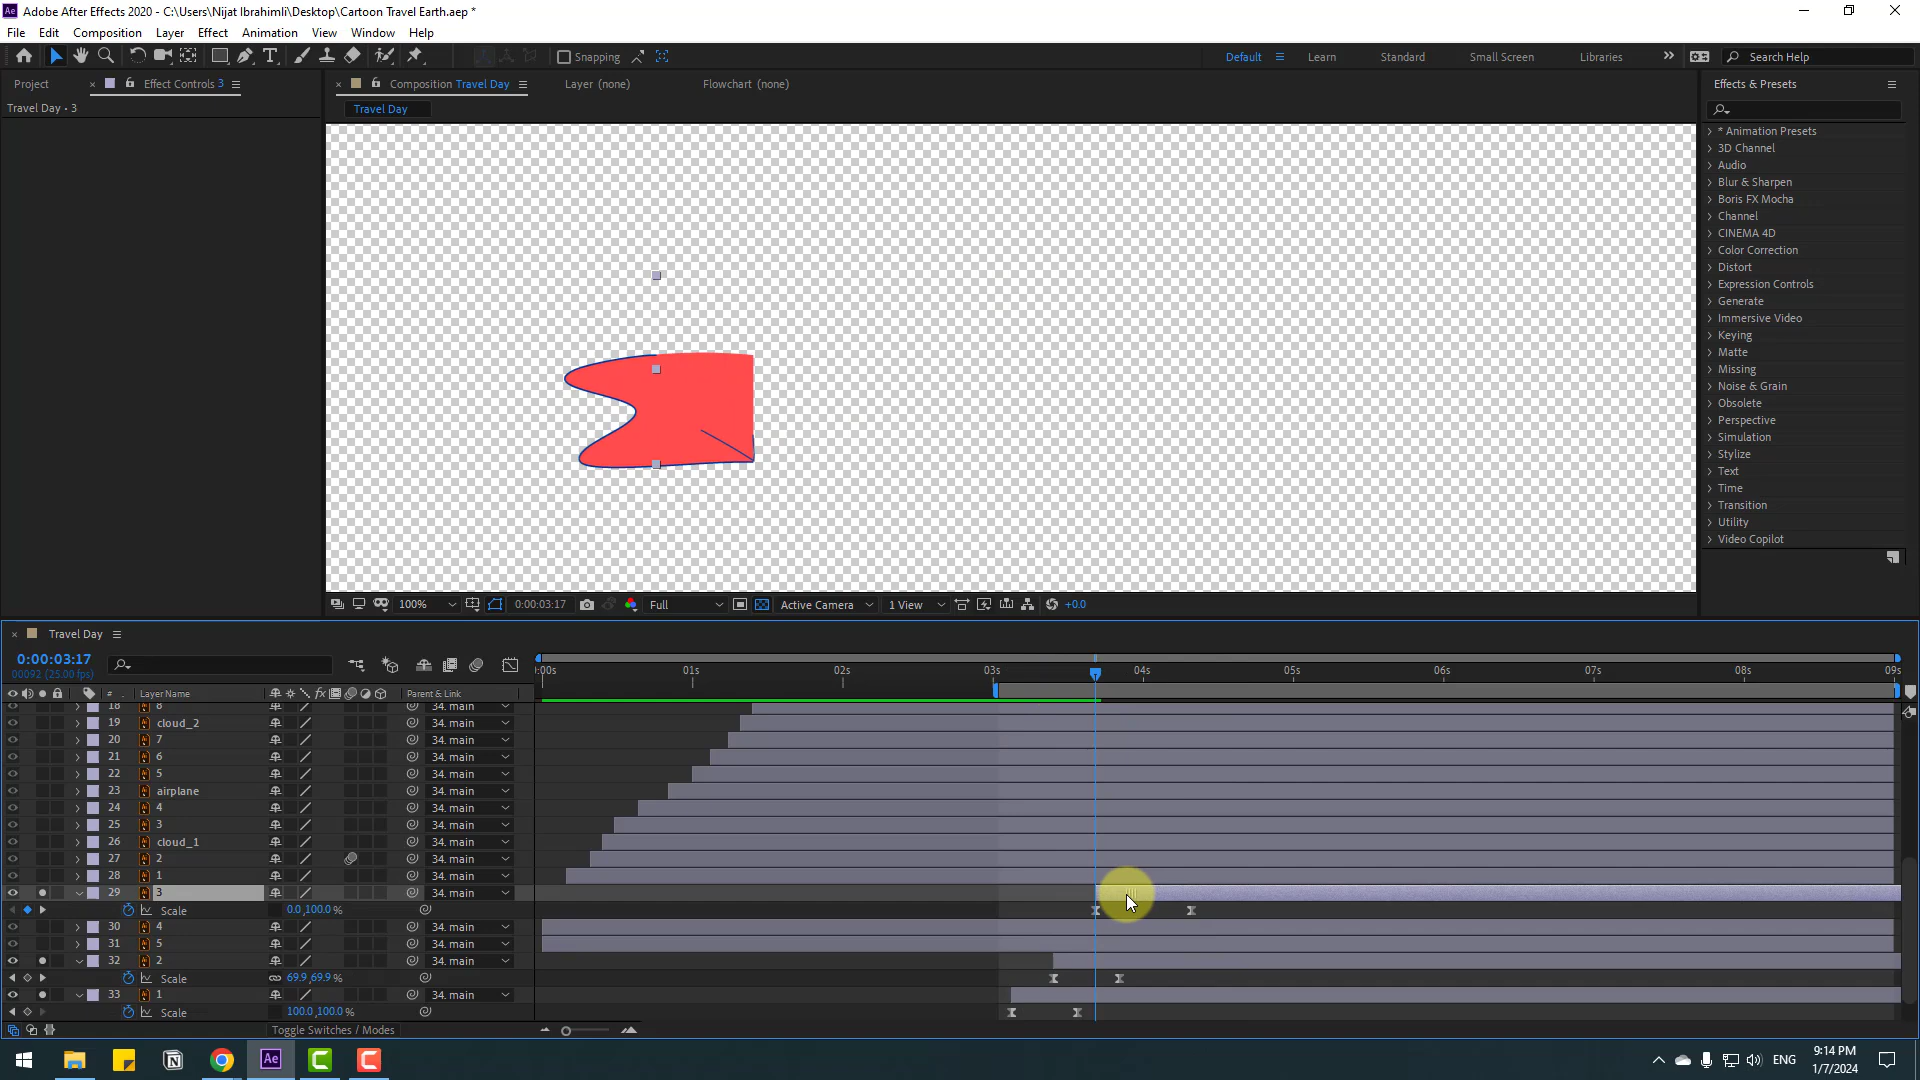 Adobe After Effects 2020 - C:\Users\Nijat Ibrahimli\Desktop\Cartoon Travel Earth.aep *
File Edit Composition Layer Effect Animation View Window Help
Snapping Default Learn Standard Small Screen Libraries Search Help
Project Effect Controls 3 Composition Travel Day Layer (none) Flowchart (none) Effects & Presets
Travel Day • 3
Travel Day
* Animation Presets
3D Channel
Audio
Blur & Sharpen
Boris FX Mocha
Channel
CINEMA 4D
Color Correction
Distort
Expression Controls
Generate
Immersive Video
Keying
Matte
Missing
Noise & Grain
Obsolete
Perspective
Simulation
Stylize
Text
Time
Transition
Utility
Video Copilot
100% 0:00:03:17 Full Active Camera 1 View +0.0
Travel Day
0:00:03:17
00092 (25.00 fps)
:00s 01s 02s 03s 04s 05s 06s 07s 08s 09s
# Layer Name Parent & Link
18 8 34. main
19 cloud_2 34. main
20 7 34. main
21 6 34. main
22 5 34. main
23 airplane 34. main
24 4 34. main
25 3 34. main
26 cloud_1 34. main
27 2 34. main
28 1 34. main
29 3 34. main
Scale 0.0,100.0 %
30 4 34. main
31 5 34. main
32 2 34. main
Scale 69.9,69.9 %
33 1 34. main
Scale 100.0,100.0 %
Toggle Switches / Modes
ENG 9:14 PM
1/7/2024